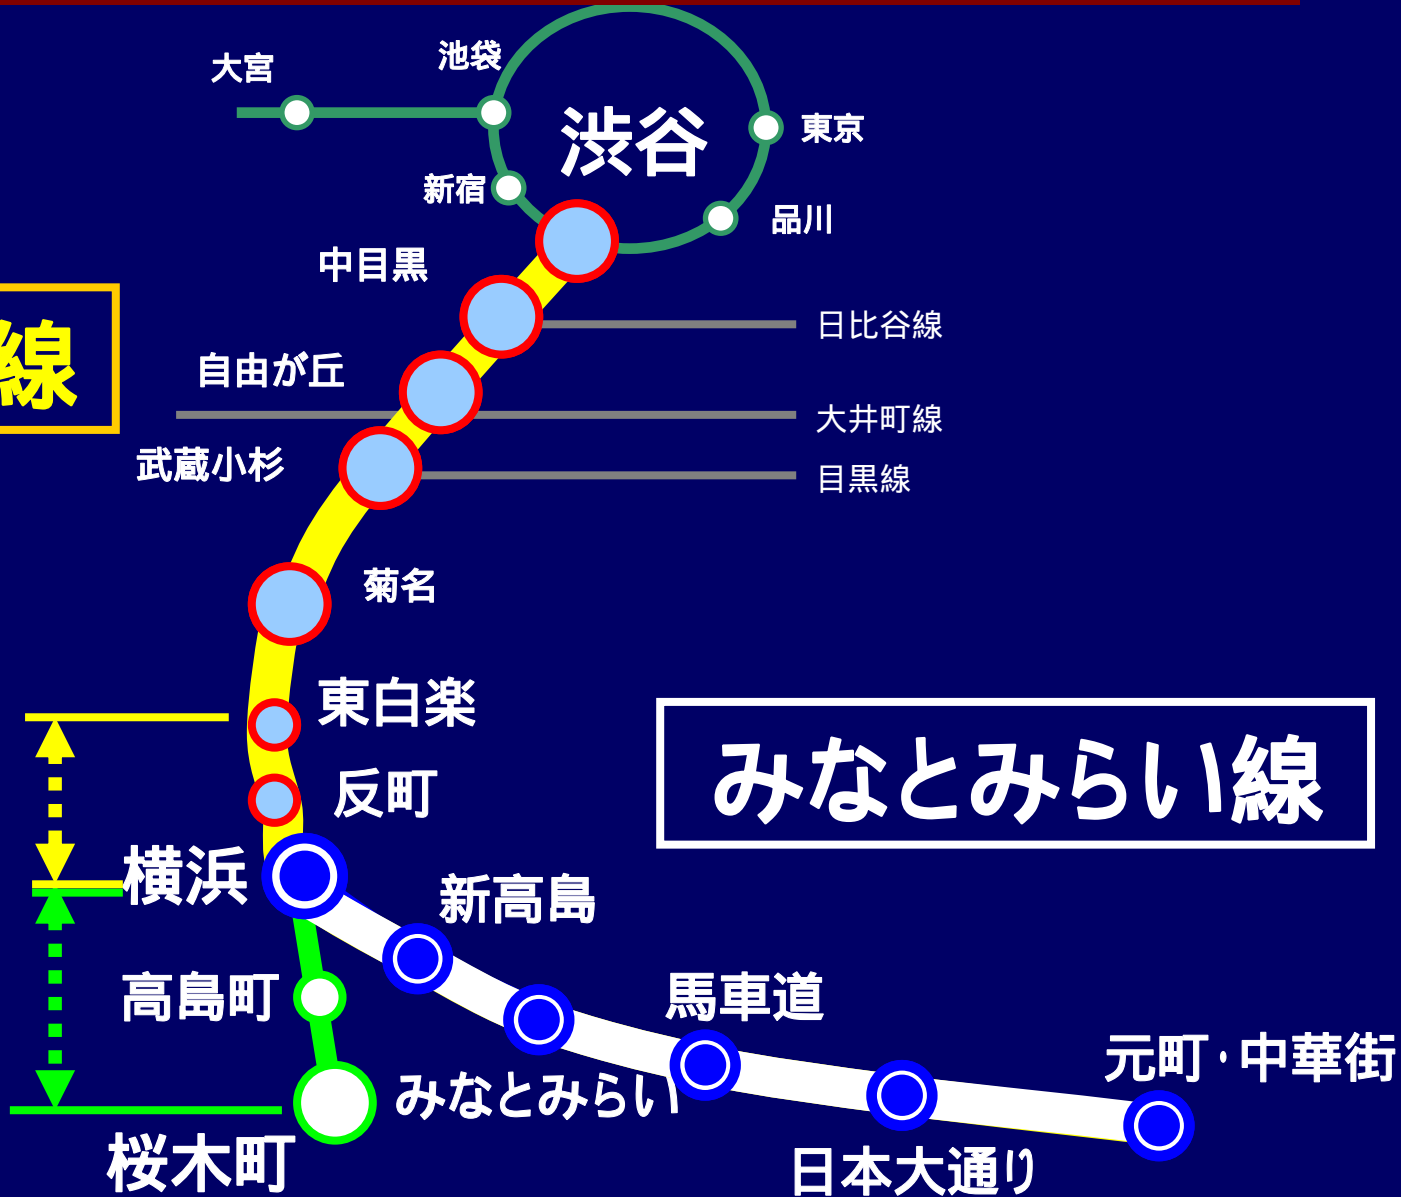 大宮
池袋
渋谷
東京
新宿
品川
中目黒
日比谷線
線
自由が丘
大井町線
武蔵小杉
目黒線
菊名
東白楽
みなとみらい線
反町
横浜
新高島
高島町
馬車道
元町・中華街
みなとみらい
桜木町
日本大通り